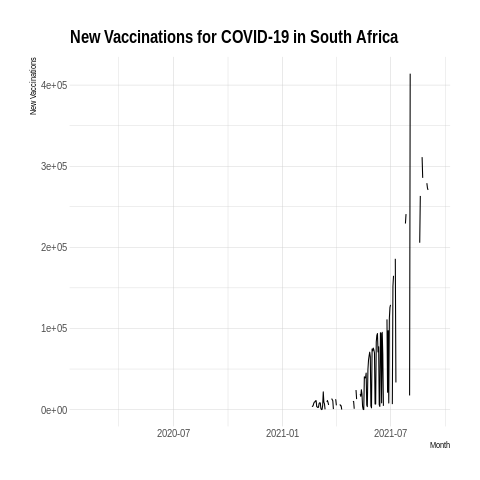 New Vaccinations for COVID-19 in South Africa
New Vaccinations
4e+05
3e+05
2e+05
1e+05
0e+00
2020-07 2021-01 2021-07
Month